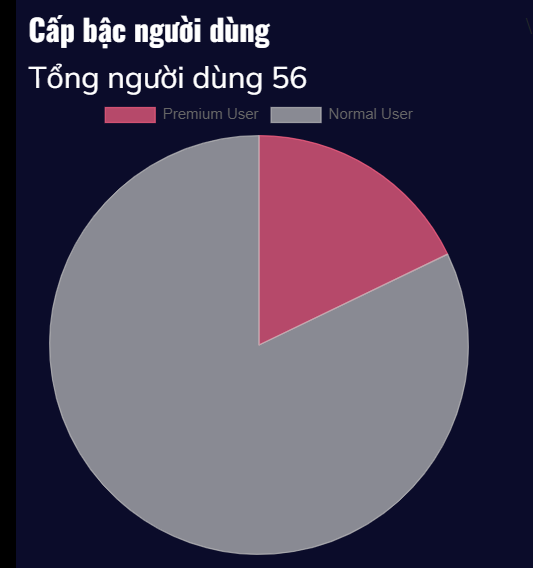 Cấp bậc người dùng
Tổng người dùng 56
Premium User Normal User